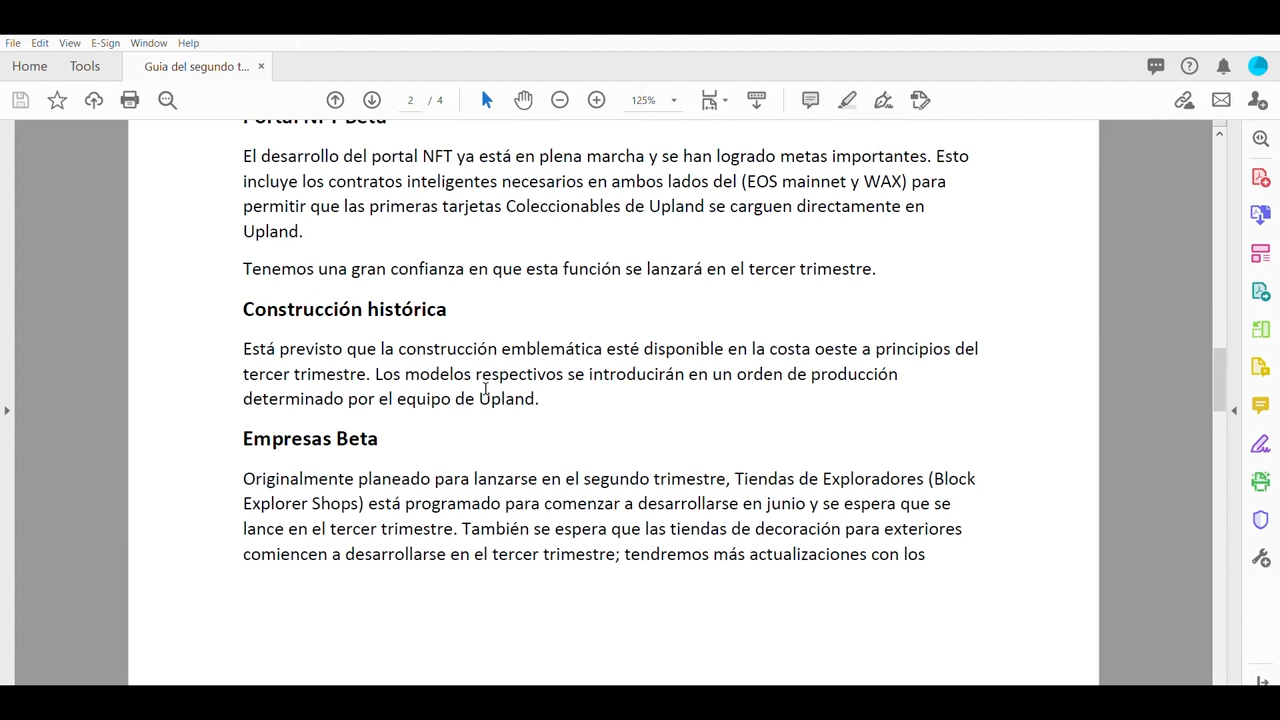 File Edit View E-Sign Window Help
Home Tools Guia del segundo t... ×
2 / 4 125%
Portal NFT Beta
El desarrollo del portal NFT ya está en plena marcha y se han logrado metas importantes. Esto
incluye los contratos inteligentes necesarios en ambos lados del (EOS mainnet y WAX) para
permitir que las primeras tarjetas Coleccionables de Upland se carguen directamente en
Upland.
Tenemos una gran confianza en que esta función se lanzará en el tercer trimestre.
Construcción histórica
Está previsto que la construcción emblemática esté disponible en la costa oeste a principios del
tercer trimestre. Los modelos respectivos se introducirán en un orden de producción
determinado por el equipo de Upland.
Empresas Beta
Originalmente planeado para lanzarse en el segundo trimestre, Tiendas de Exploradores (Block
Explorer Shops) está programado para comenzar a desarrollarse en junio y se espera que se
lance en el tercer trimestre. También se espera que las tiendas de decoración para exteriores
comiencen a desarrollarse en el tercer trimestre; tendremos más actualizaciones con los